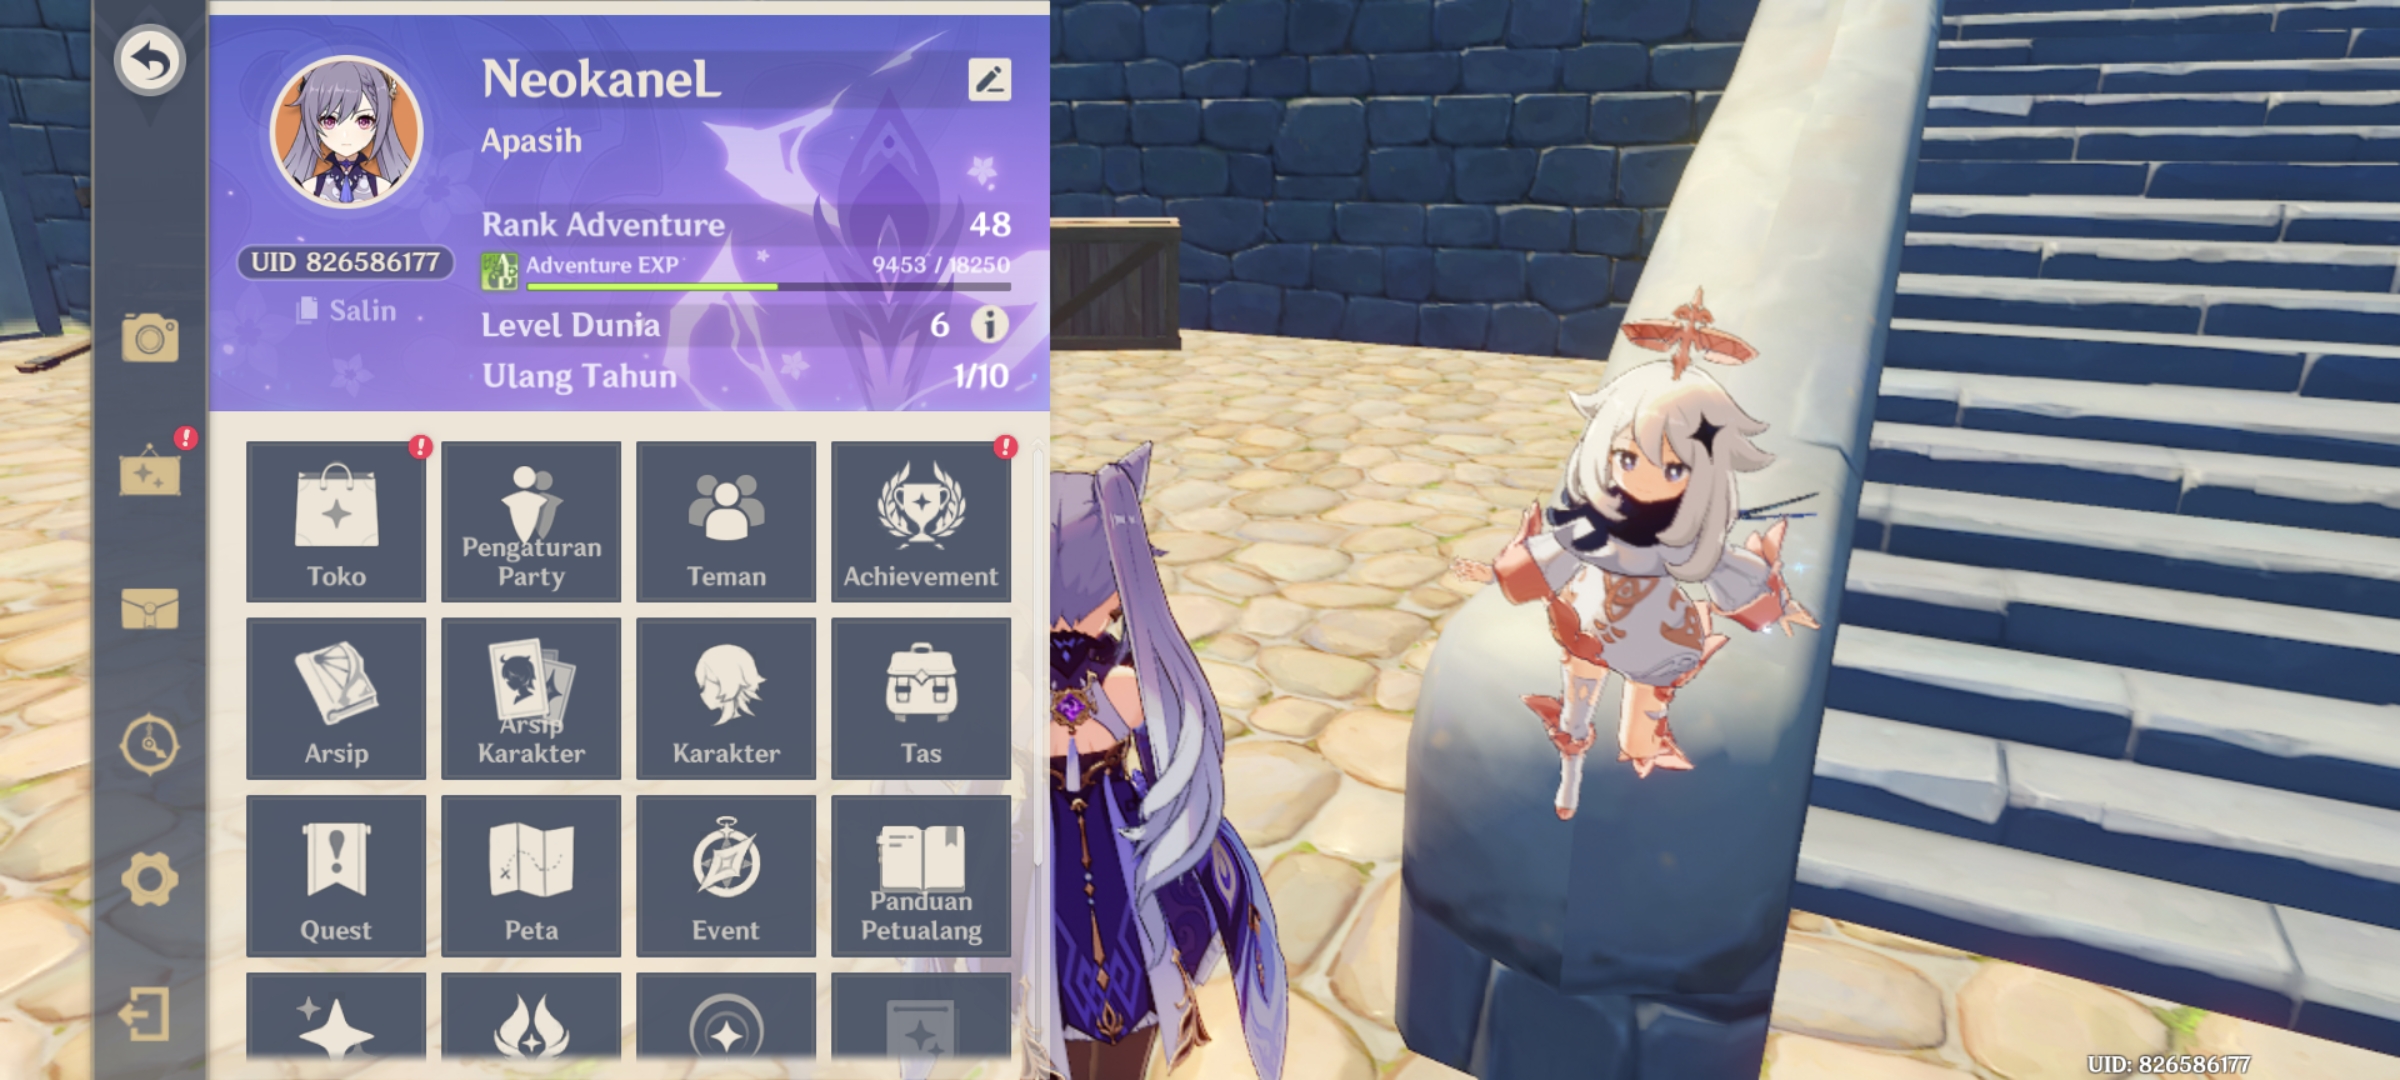 NeokaneL
Apasih
Rank Adventure 48
UID 826586177
Adventure EXP 9453 / 18250
Salin
Level Dunia 6
Ulang Tahun 1/10
Toko
Pengaturan
Party
Teman
Achievement
Arsip
Arsip
Karakter
Karakter
Tas
Quest
Peta
Event
Panduan
Petualang
UID: 826586177